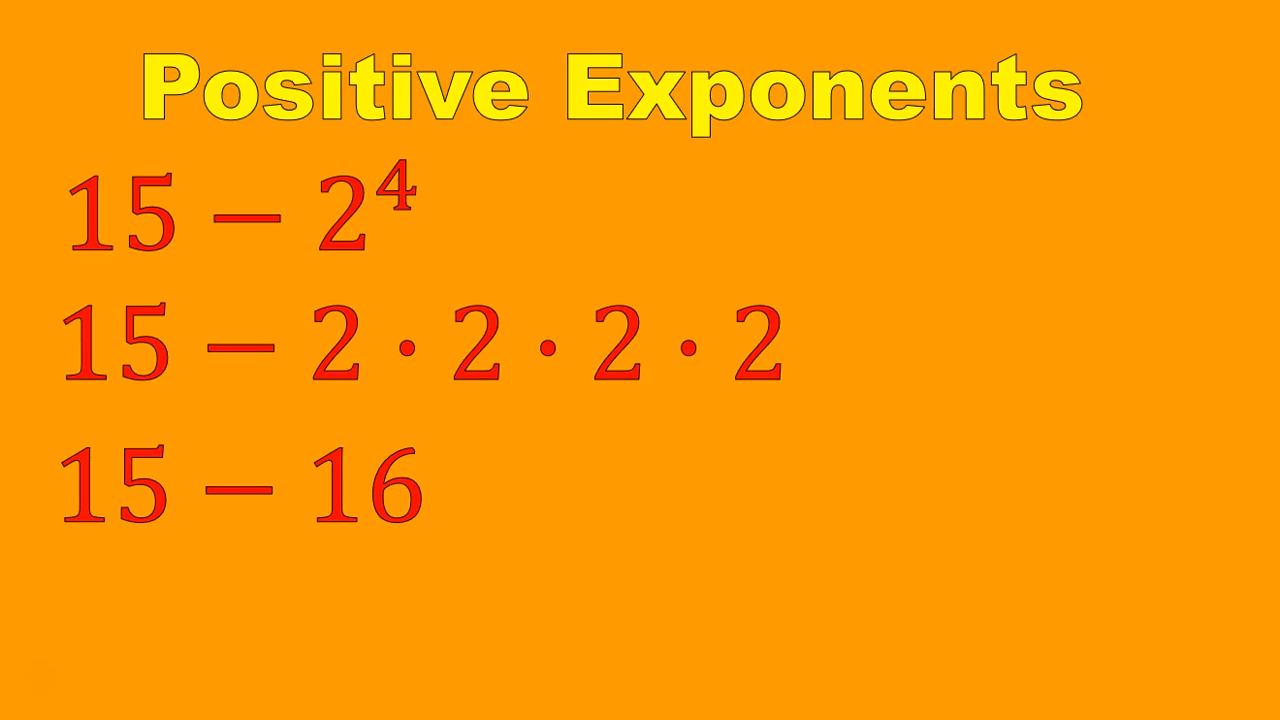 Positive Exponents
15 − 2⁴
15 − 2 · 2 · 2 · 2
15 − 16